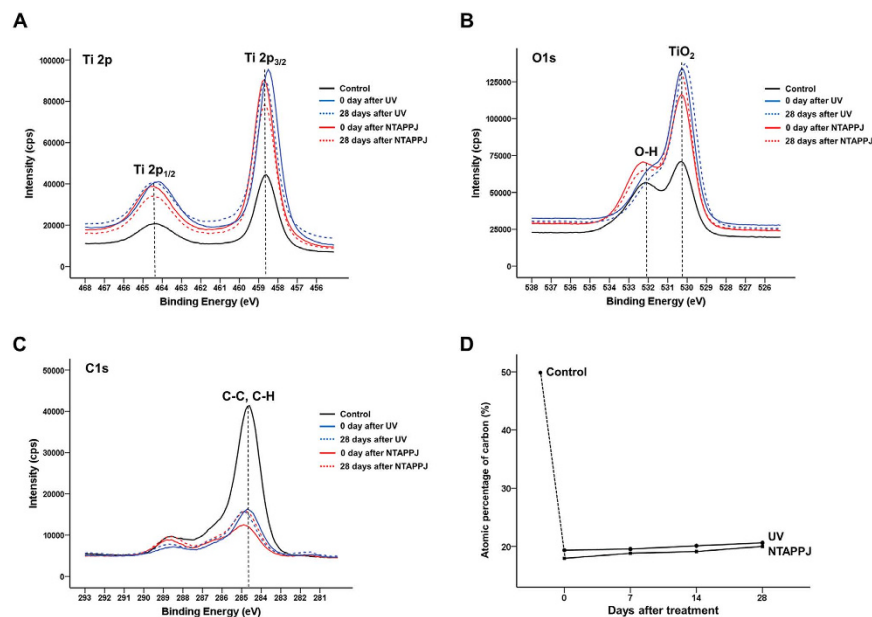 A
Ti 2p
Ti 2p3/2
Ti 2p1/2
Control
0 day after UV
28 days after UV
0 day after NTAPPJ
28 days after NTAPPJ
Intensity (cps)
100000
80000
60000
40000
20000
0
468 467 466 465 464 463 462 461 460 459 458 457 456
Binding Energy (eV)
B
O1s
TiO2
O-H
Control
0 day after UV
28 days after UV
0 day after NTAPPJ
28 days after NTAPPJ
Intensity (cps)
125000
100000
75000
50000
25000
0
538 537 536 535 534 533 532 531 530 529 528 527 526
Binding Energy (eV)
C
C1s
C-C, C-H
Control
0 day after UV
28 days after UV
0 day after NTAPPJ
28 days after NTAPPJ
Intensity (cps)
50000
40000
30000
20000
10000
0
293 292 291 290 289 288 287 286 285 284 283 282 281
Binding Energy (eV)
D
Control
UV
NTAPPJ
Atomic percentage of carbon (%)
50
40
30
20
0 7 14 28
Days after treatment